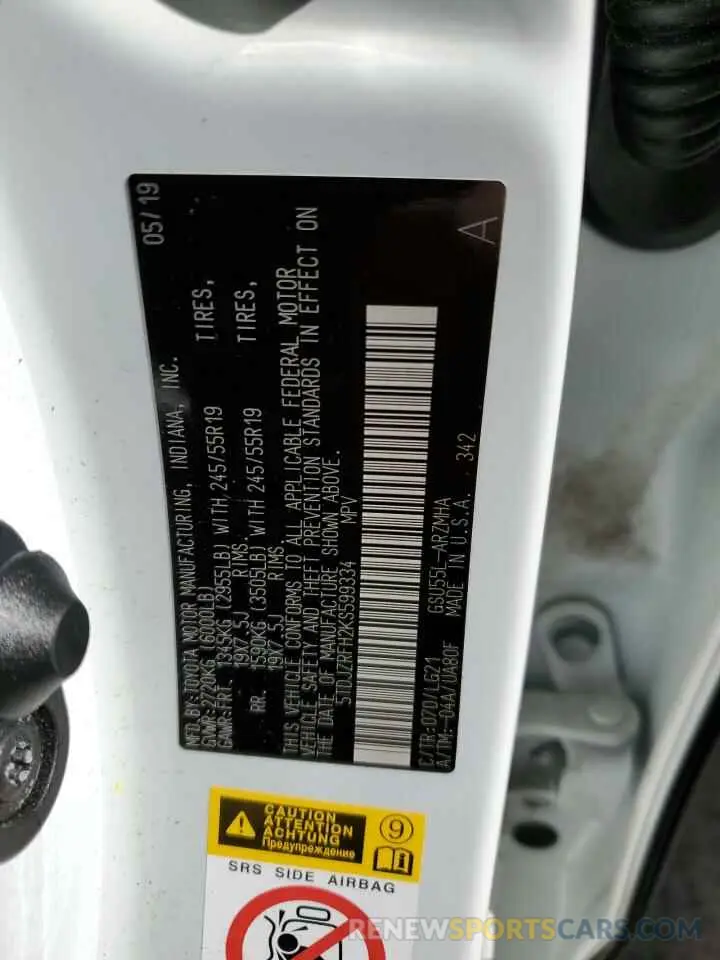 MFD.BY:TOYOTA MOTOR MANUFACTURING, INDIANA, INC. 05/19
GVWR:2720KG (6000LB)
GAWR:FRT. 1345KG (2955LB) WITH 245/55R19 TIRES,
19X7.5J RIMS.
RR. 1590KG (3505LB) WITH 245/55R19 TIRES,
19X7.5J RIMS.
THIS VEHICLE CONFORMS TO ALL APPLICABLE FEDERAL MOTOR
VEHICLE SAFETY AND THEFT PREVENTION STANDARDS IN EFFECT ON
THE DATE OF MANUFACTURE SHOWN ABOVE.
5TDJZRFH2KS599334 MPV
C/TR:070/LG21 GSU55L-ARZMHA A
A/TM:-04A/UA80F MADE IN U.S.A. 342
CAUTION
ATTENTION
ACHTUNG
Предупреждение
9
SRS SIDE AIRBAG
RENEWSPORTSCARS.COM